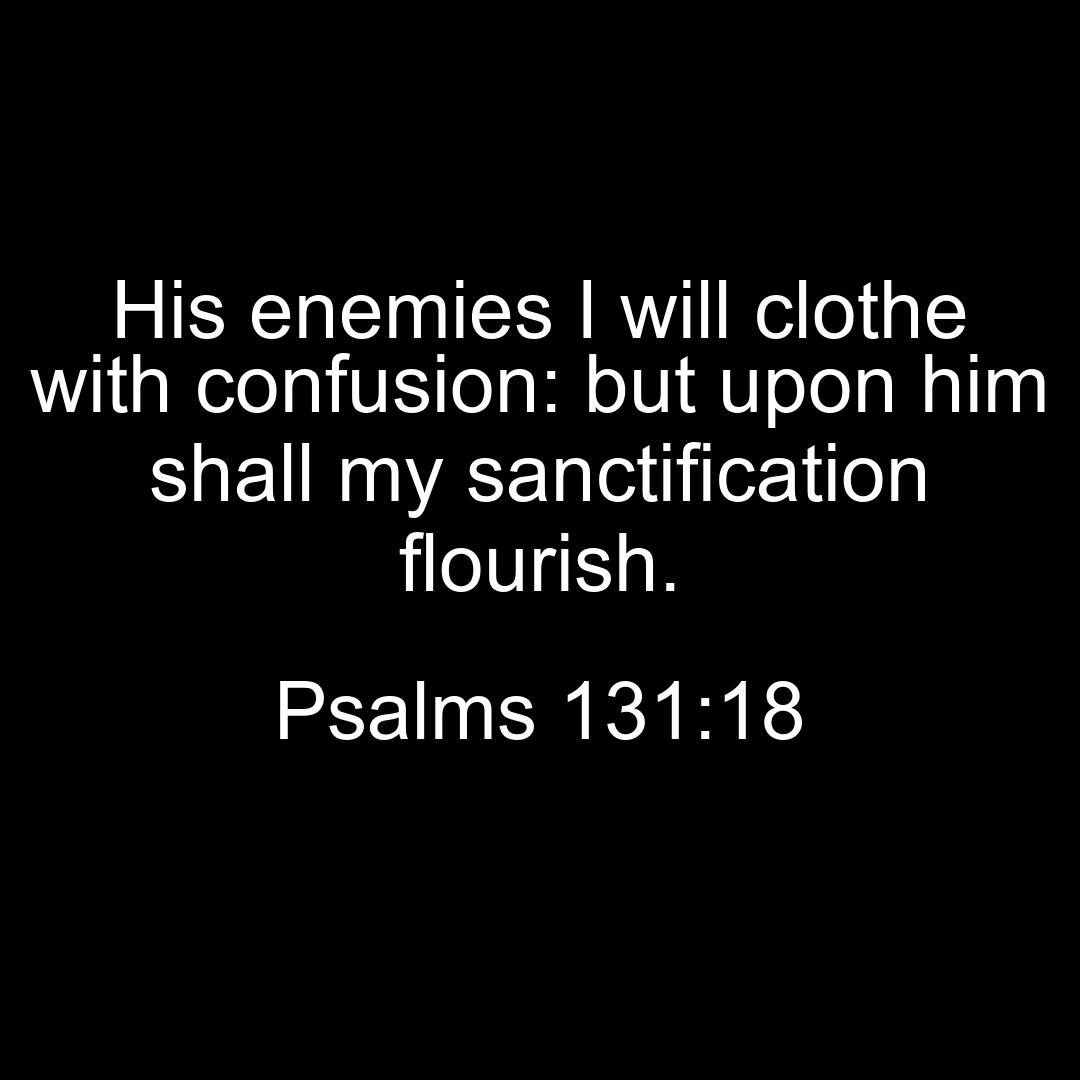 His enemies I will clothe
with confusion: but upon him
shall my sanctification
flourish.
Psalms 131:18